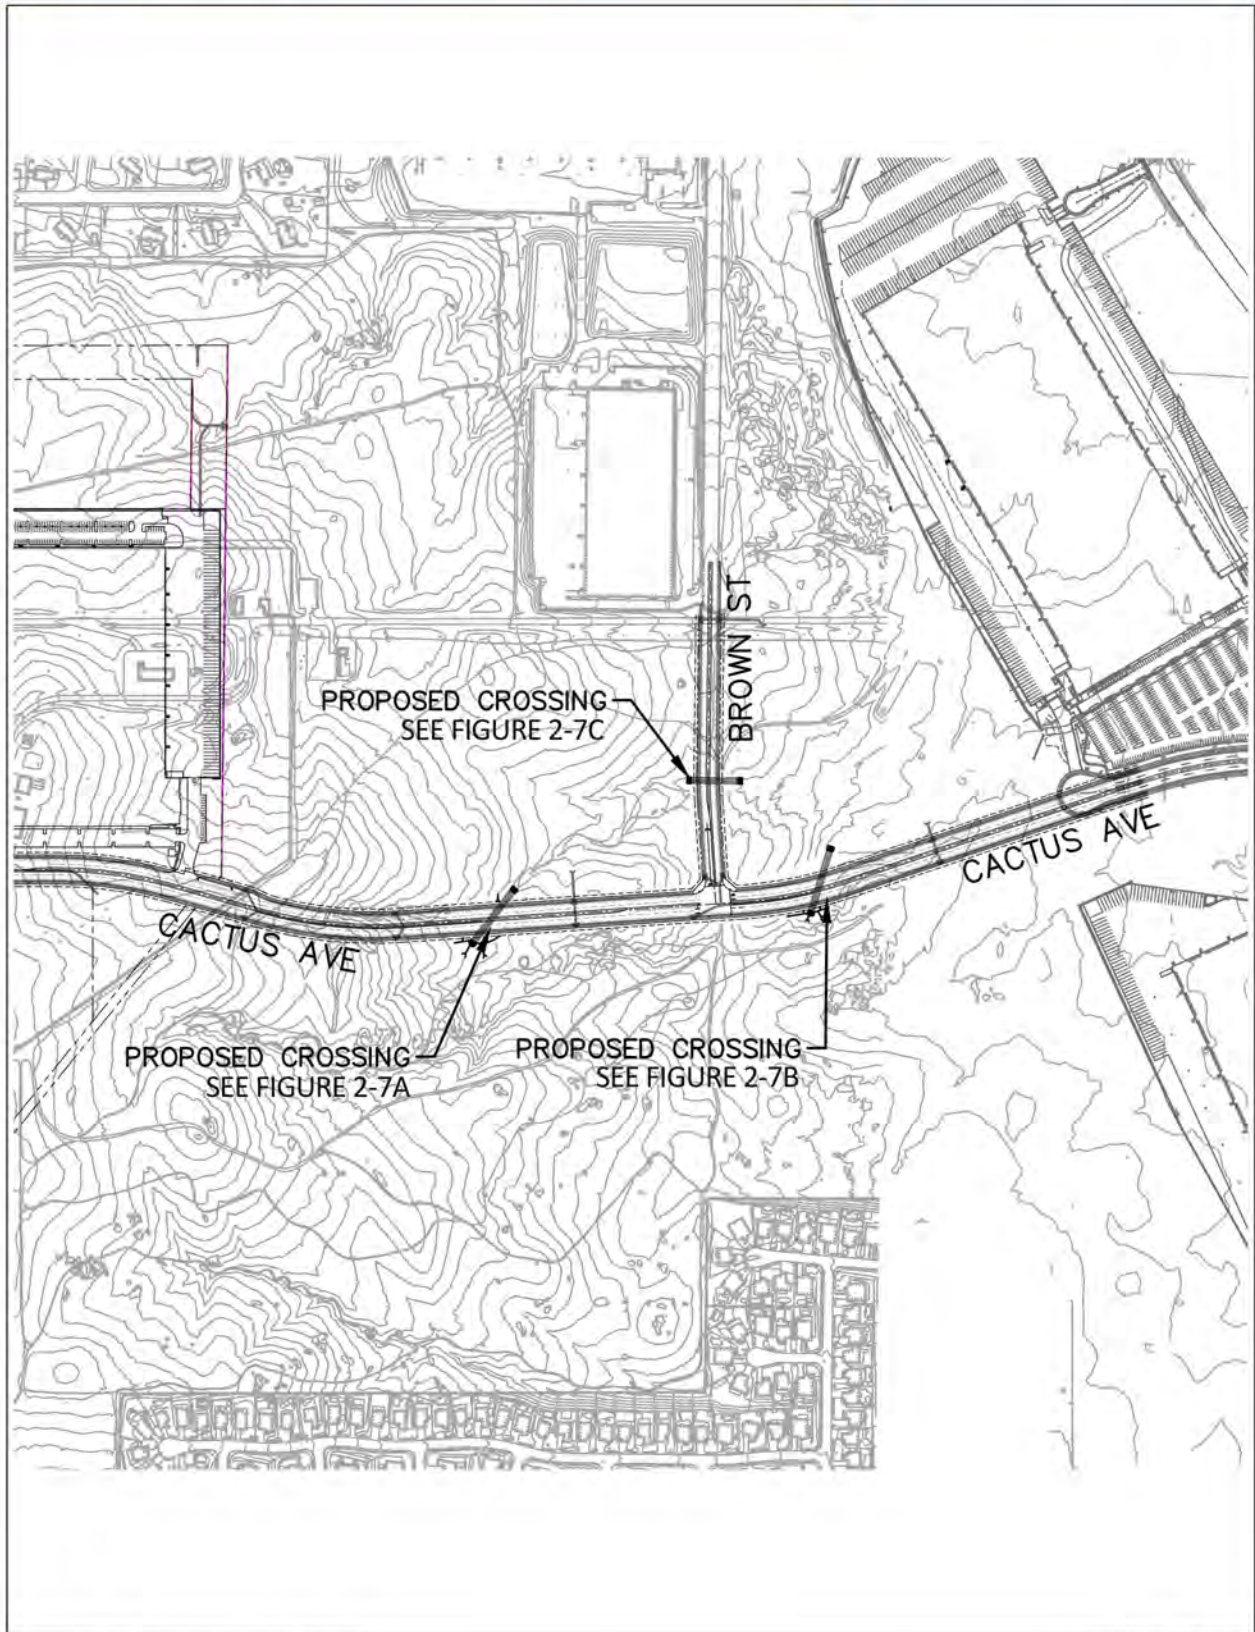 BROWN ST
PROPOSED CROSSING
SEE FIGURE 2-7C
CACTUS AVE
CACTUS AVE
PROPOSED CROSSING
SEE FIGURE 2-7A
PROPOSED CROSSING
SEE FIGURE 2-7B